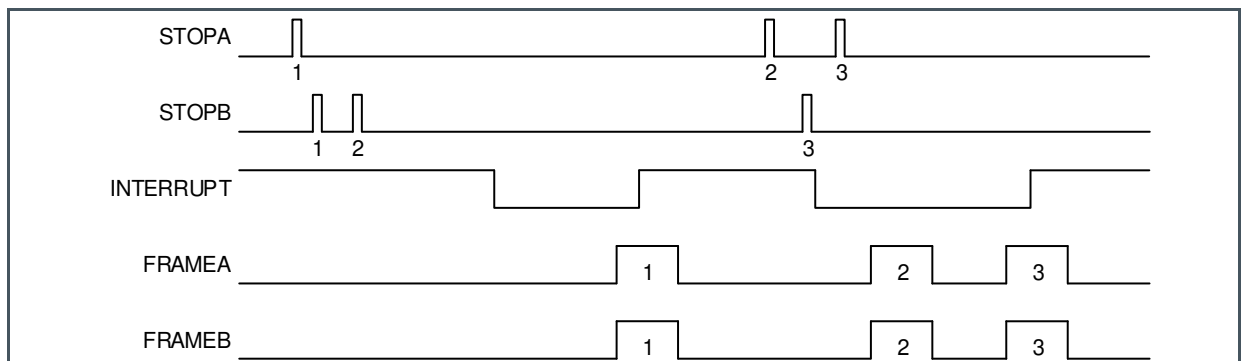 STOPA
1 2 3
STOPB
1 2 3
INTERRUPT
FRAMEA 1 2 3
FRAMEB 1 2 3